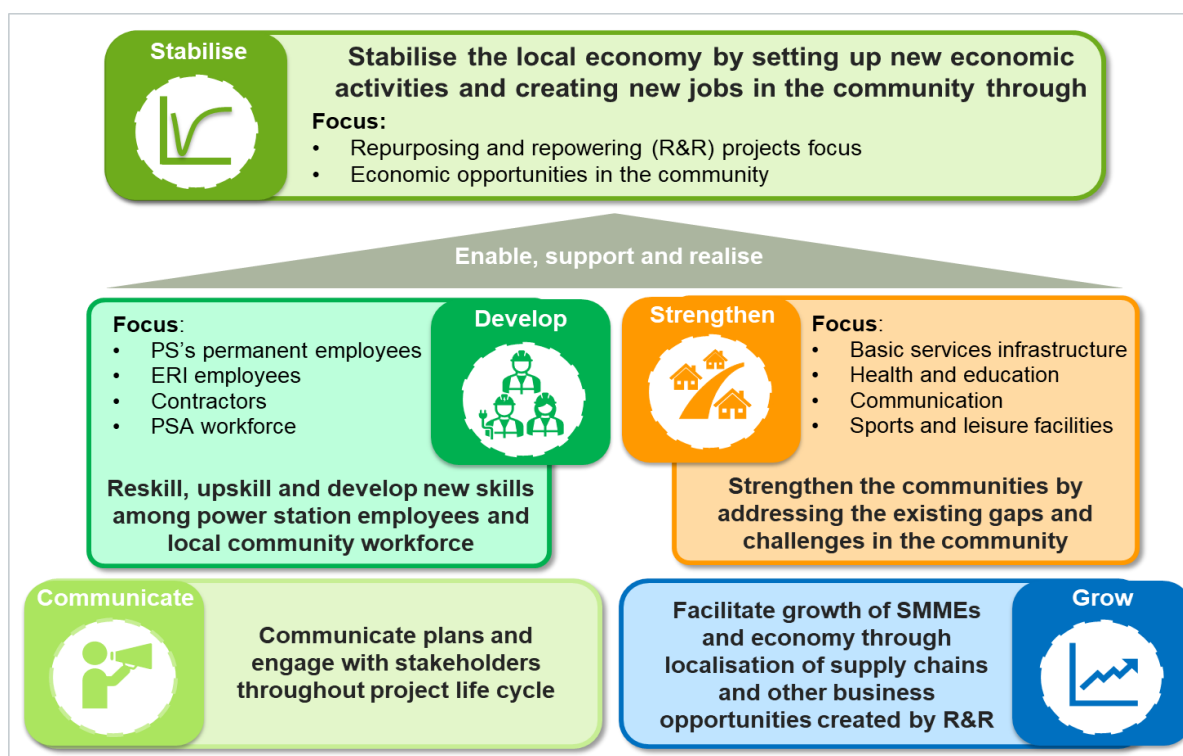 Stabilise
Stabilise the local economy by setting up new economic
activities and creating new jobs in the community through
Focus:
• Repurposing and repowering (R&R) projects focus
• Economic opportunities in the community
Enable, support and realise
Focus:
• PS's permanent employees
• ERI employees
• Contractors
• PSA workforce
Develop
Reskill, upskill and develop new skills
among power station employees and
local community workforce
Strengthen
Focus:
• Basic services infrastructure
• Health and education
• Communication
• Sports and leisure facilities
Strengthen the communities by
addressing the existing gaps and
challenges in the community
Communicate
Communicate plans and
engage with stakeholders
throughout project life cycle
Facilitate growth of SMMEs
and economy through
localisation of supply chains
and other business
opportunities created by R&R
Grow